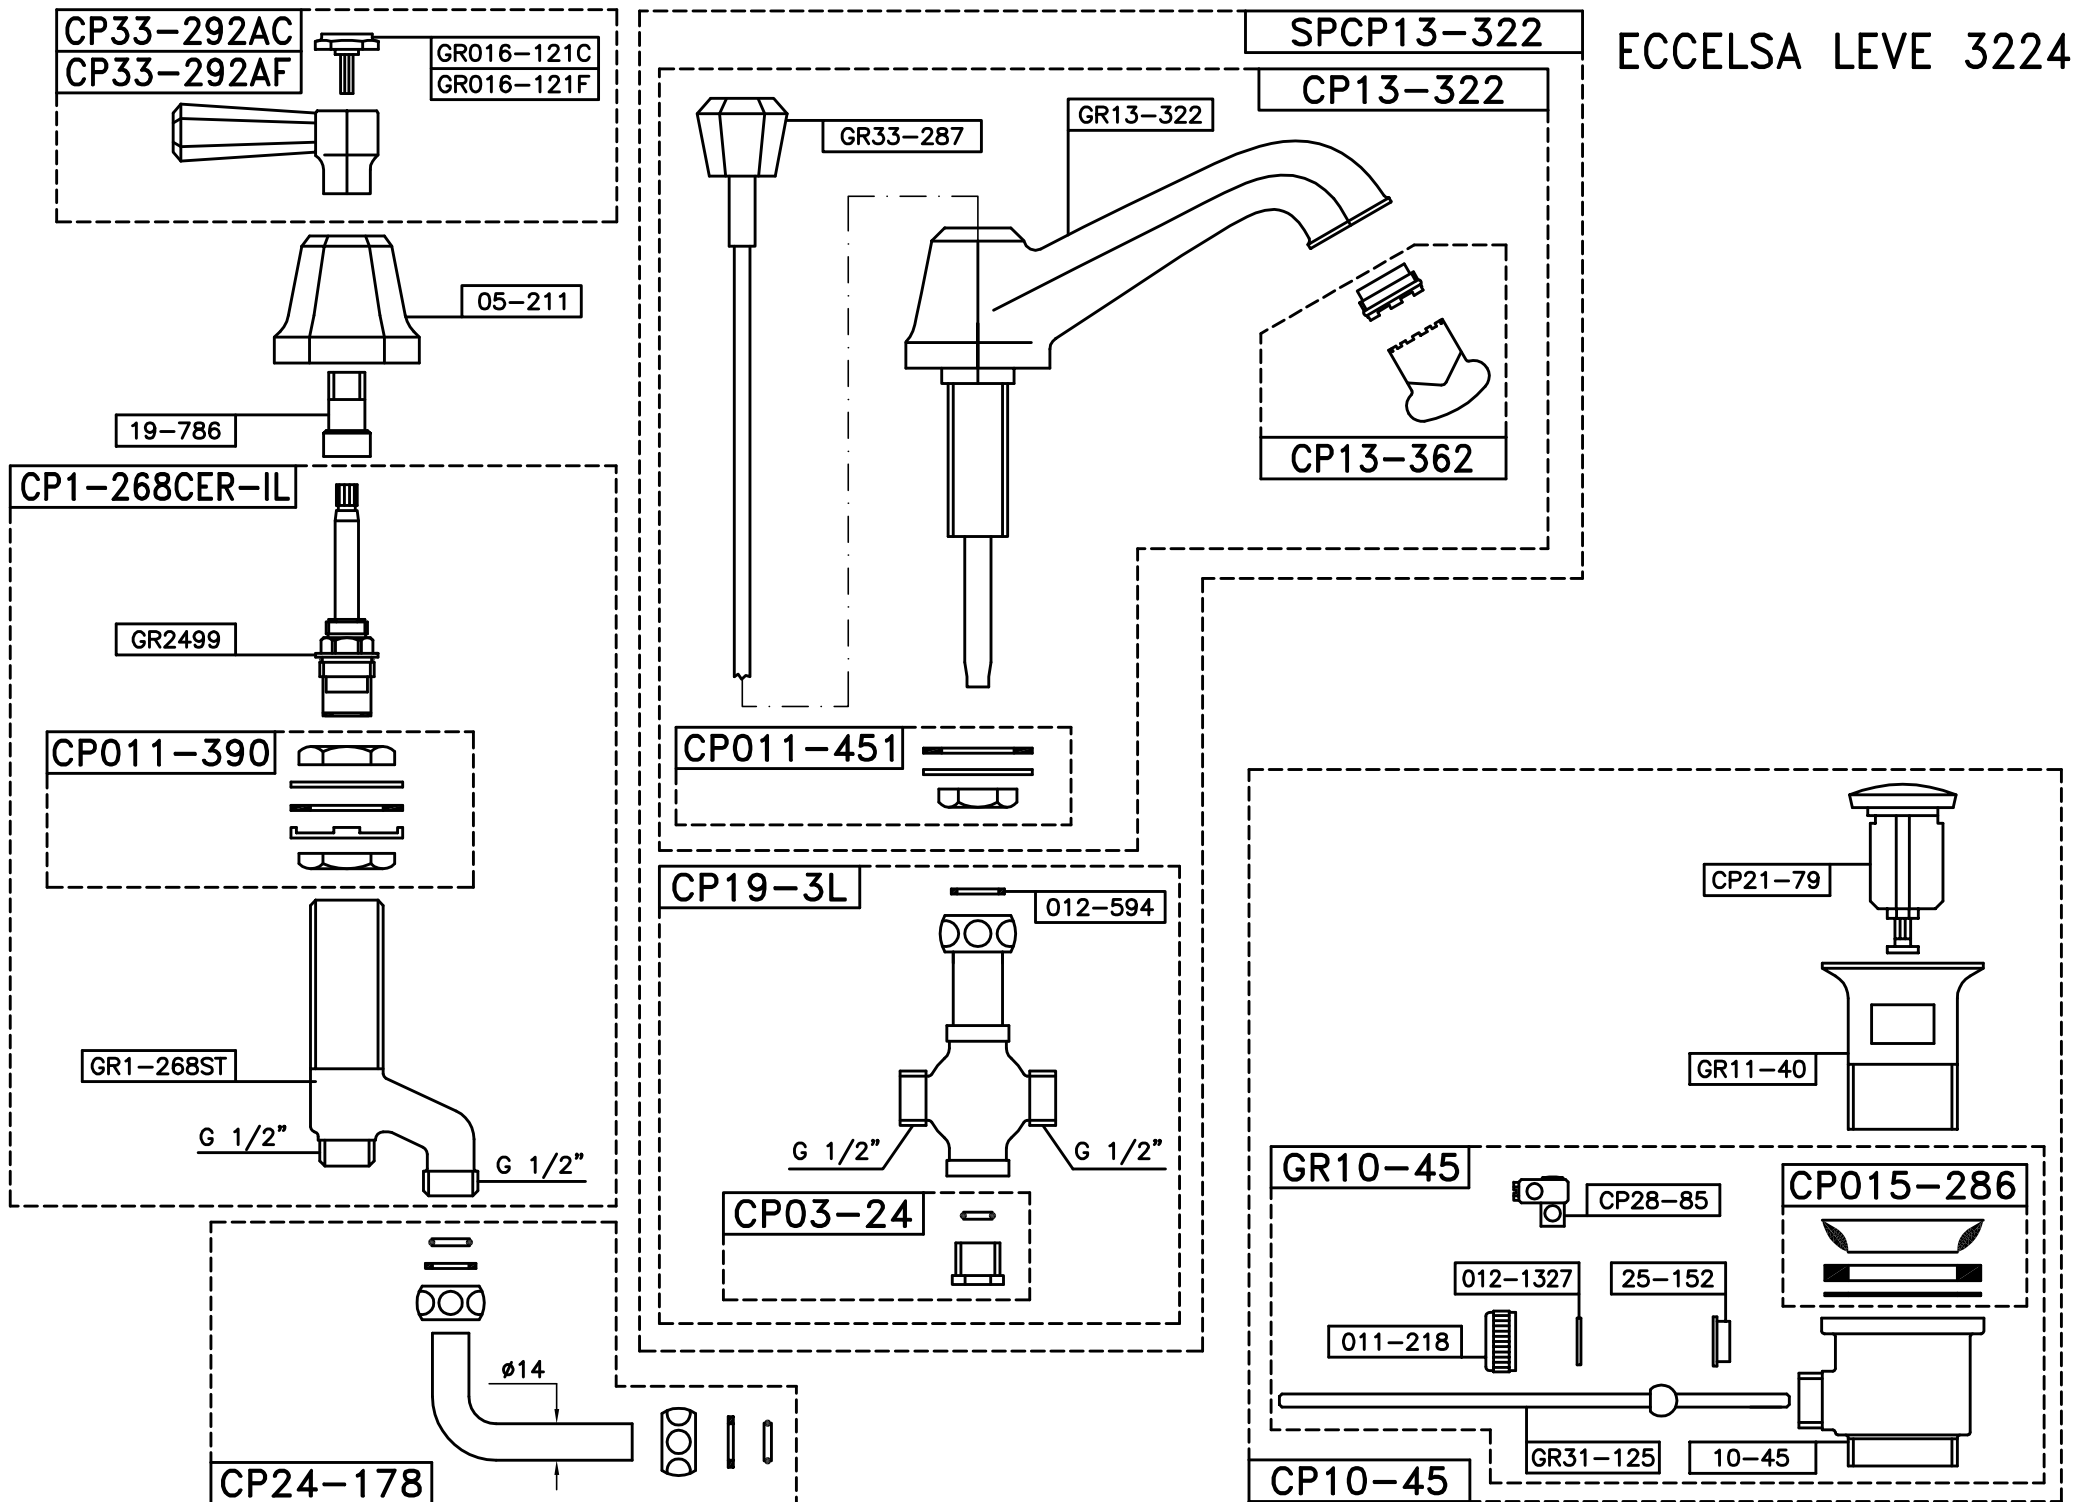 ECCELSA LEVE 3224
CP33-292AC
CP33-292AF
GR016-121C
GR016-121F
05-211
19-786
CP1-268CER-IL
GR2499
CP011-390
GR1-268ST
G 1/2"
G 1/2"
CP24-178
ø14
SPCP13-322
CP13-322
GR33-287
GR13-322
CP13-362
CP011-451
CP19-3L
012-594
G 1/2"
G 1/2"
CP03-24
CP21-79
GR11-40
GR10-45
CP28-85
CP015-286
012-1327
25-152
011-218
GR31-125
10-45
CP10-45